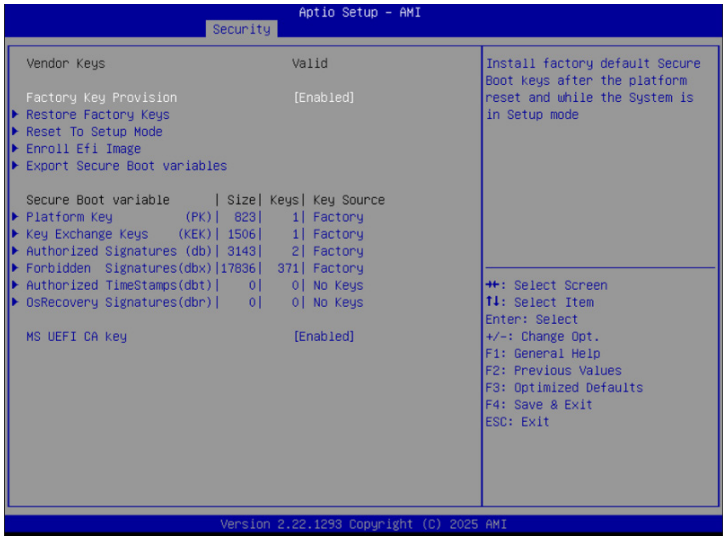 Aptio Setup – AMI
Security
Vendor Keys Valid
Factory Key Provision [Enabled]
Restore Factory Keys
Reset To Setup Mode
Enroll Efi Image
Export Secure Boot variables
Secure Boot variable | Size| Keys| Key Source
Platform Key (PK)| 823| 1| Factory
Key Exchange Keys (KEK)| 1506| 1| Factory
Authorized Signatures (db)| 3143| 2| Factory
Forbidden Signatures(dbx)|17836| 371| Factory
Authorized TimeStamps(dbt)| 0| 0| No Keys
OsRecovery Signatures(dbr)| 0| 0| No Keys
MS UEFI CA key [Enabled]
Install factory default Secure
Boot keys after the platform
reset and while the System is
in Setup mode
→←: Select Screen
↑↓: Select Item
Enter: Select
+/-: Change Opt.
F1: General Help
F2: Previous Values
F3: Optimized Defaults
F4: Save & Exit
ESC: Exit
Version 2.22.1293 Copyright (C) 2025 AMI